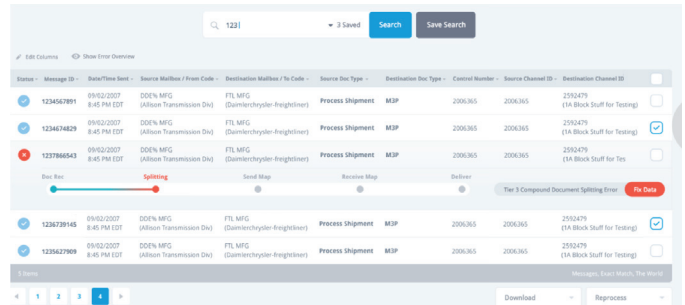 123
3 Saved
Search
Save Search
Edit Columns
Show Error Overview
Status Message ID Date/Time Sent Source Mailbox / From Code Destination Mailbox / To Code Source Doc Type Destination Doc Type Control Number Source Channel ID Destination Channel ID
1234567891 09/02/2007 8:45 PM EDT DDE% MFG (Allison Transmission Div) FTL MFG (Daimlerchrysler-freightliner) Process Shipment M3P 2006365 2006365 2592479 (1A Block Stuff for Testing)
1234674829 09/02/2007 8:45 PM EDT DDE% MFG (Allison Transmission Div) FTL MFG (Daimlerchrysler-freightliner) Process Shipment M3P 2006365 2006365 2592479 (1A Block Stuff for Testing)
1237866543 09/02/2007 8:45 PM EDT DDE% MFG (Allison Transmission Div) FTL MFG (Daimlerchrysler-freightliner) Process Shipment M3P 2006365 2006365 2592479 (1A Block Stuff for Tes
Doc Rec Splitting Send Map Receive Map Deliver
Tier 3 Compound Document Splitting Error Fix Data
1236739145 09/02/2007 8:45 PM EDT DDE% MFG (Allison Transmission Div) FTL MFG (Daimlerchrysler-freightliner) Process Shipment M3P 2006365 2006365 2592479 (1A Block Stuff for Testing)
1235627909 09/02/2007 8:45 PM EDT DDE% MFG (Allison Transmission Div) FTL MFG (Daimlerchrysler-freightliner) Process Shipment M3P 2006365 2006365 2592479 (1A Block Stuff for Testing)
5 Items
Messages, Exact Match, The World
1 2 3 4
Download
Reprocess